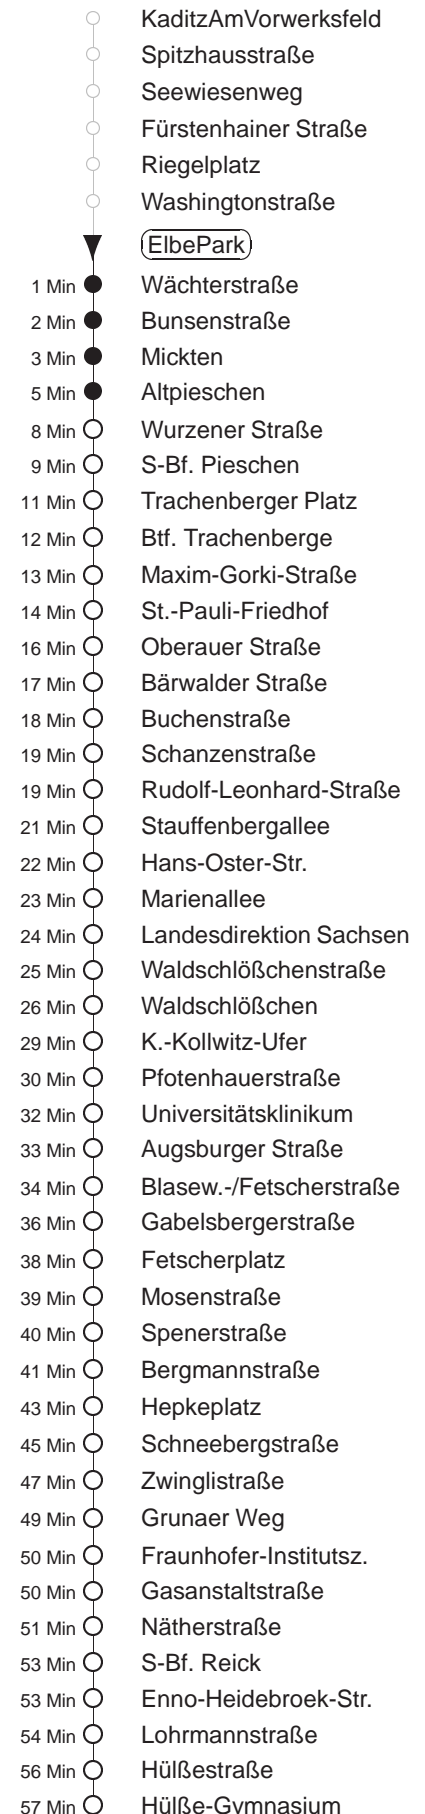 KaditzAmVorwerksfeld
Spitzhausstraße
Seewiesenweg
Fürstenhainer Straße
Riegelplatz
Washingtonstraße
ElbePark
1 Min Wächterstraße
2 Min Bunsenstraße
3 Min Mickten
5 Min Altpieschen
8 Min Wurzener Straße
9 Min S-Bf. Pieschen
11 Min Trachenberger Platz
12 Min Btf. Trachenberge
13 Min Maxim-Gorki-Straße
14 Min St.-Pauli-Friedhof
16 Min Oberauer Straße
17 Min Bärwalder Straße
18 Min Buchenstraße
19 Min Schanzenstraße
19 Min Rudolf-Leonhard-Straße
21 Min Stauffenbergallee
22 Min Hans-Oster-Str.
23 Min Marienallee
24 Min Landesdirektion Sachsen
25 Min Waldschlößchenstraße
26 Min Waldschlößchen
29 Min K.-Kollwitz-Ufer
30 Min Pfotenhauerstraße
32 Min Universitätsklinikum
33 Min Augsburger Straße
34 Min Blasew.-/Fetscherstraße
36 Min Gabelsbergerstraße
38 Min Fetscherplatz
39 Min Mosenstraße
40 Min Spenerstraße
41 Min Bergmannstraße
43 Min Hepkeplatz
45 Min Schneebergstraße
47 Min Zwinglistraße
49 Min Grunaer Weg
50 Min Fraunhofer-Institutsz.
50 Min Gasanstaltstraße
51 Min Nätherstraße
53 Min S-Bf. Reick
53 Min Enno-Heidebroek-Str.
54 Min Lohrmannstraße
56 Min Hülßestraße
57 Min Hülße-Gymnasium